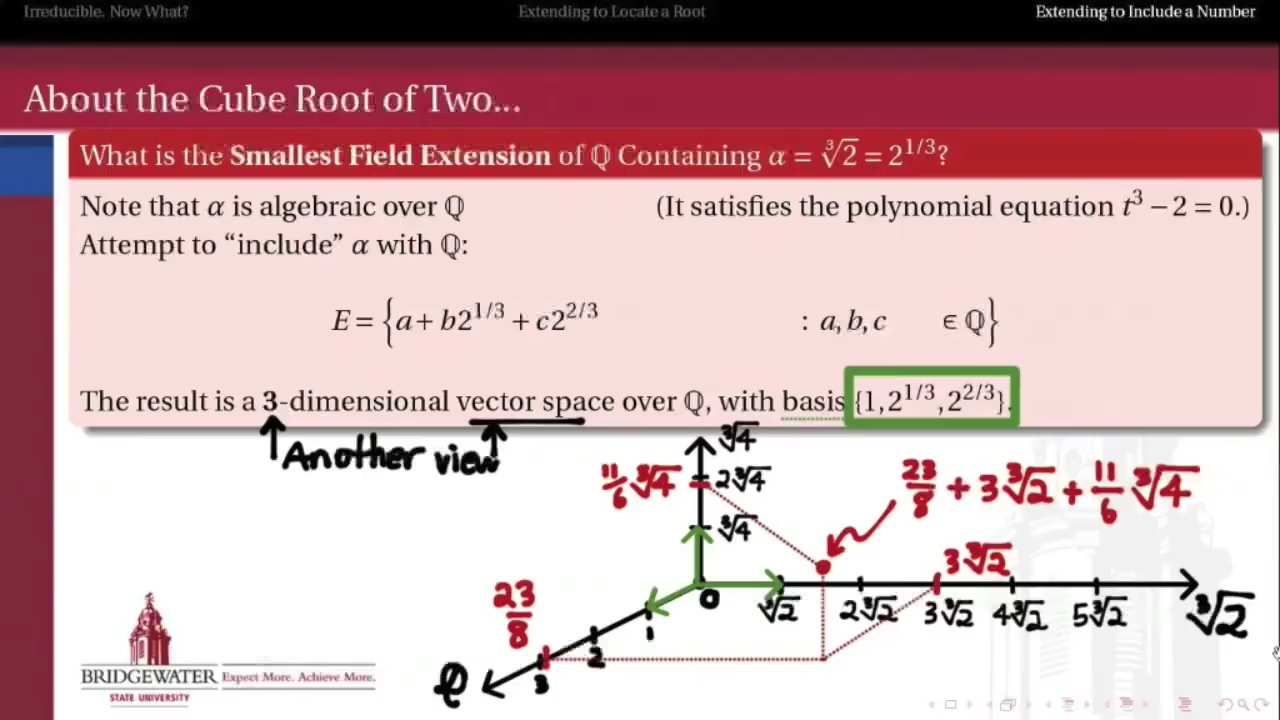 Irreducible. Now What? Extending to Locate a Root Extending to Include a Number
About the Cube Root of Two...
What is the Smallest Field Extension of ℚ Containing α = ∛2 = 2^{1/3}?
Note that α is algebraic over ℚ (It satisfies the polynomial equation t³ − 2 = 0.)
Attempt to “include” α with ℚ:
E = {a + b2^{1/3} + c2^{2/3} : a, b, c ∈ ℚ}
The result is a 3-dimensional vector space over ℚ, with basis {1, 2^{1/3}, 2^{2/3}}.
Another view
∛4
11/6 ∛4
2∛4
23/8 + 3∛2 + 11/6 ∛4
∛4
3∛2
0
∛2 2∛2 3∛2 4∛2 5∛2 ∛2
23/8
1
2
3
ℚ
BRIDGEWATER
STATE UNIVERSITY
Expect More. Achieve More.